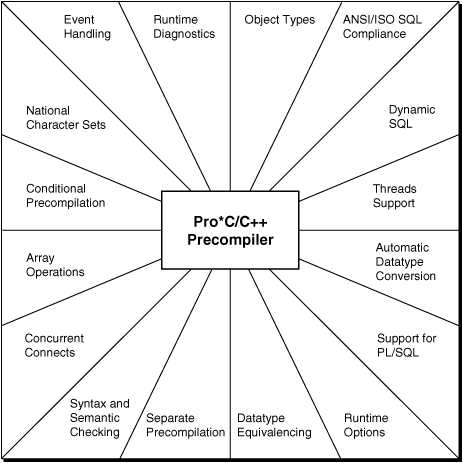 Event
Handling
Runtime
Diagnostics
Object Types
ANSI/ISO SQL
Compliance
National
Character Sets
Dynamic
SQL
Conditional
Precompilation
Threads
Support
Pro*C/C++
Precompiler
Array
Operations
Automatic
Datatype
Conversion
Concurrent
Connects
Support for
PL/SQL
Syntax and
Semantic
Checking
Separate
Precompilation
Datatype
Equivalencing
Runtime
Options